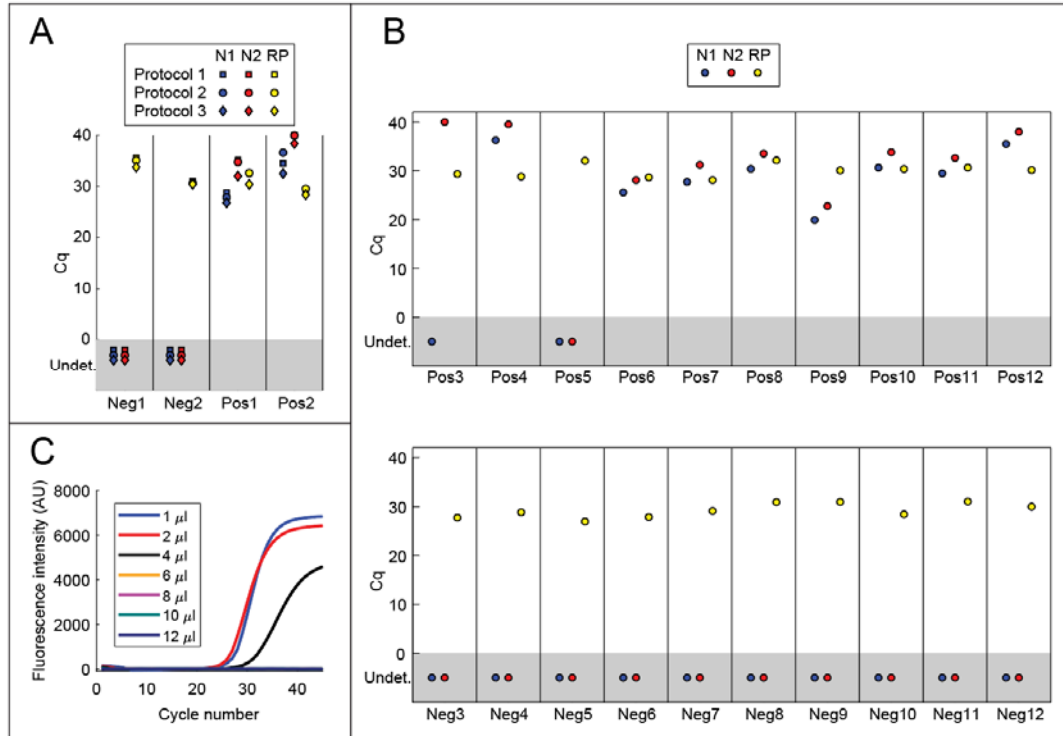 A
N1 N2 RP
Protocol 1
Protocol 2
Protocol 3
40
30
20
10
0
Undet.
Cq
Neg1 Neg2 Pos1 Pos2
B
N1 N2 RP
40
30
20
10
0
Undet.
Cq
Pos3 Pos4 Pos5 Pos6 Pos7 Pos8 Pos9 Pos10 Pos11 Pos12
40
30
20
10
0
Undet.
Cq
Neg3 Neg4 Neg5 Neg6 Neg7 Neg8 Neg9 Neg10 Neg11 Neg12
C
Fluorescence intensity (AU)
8000
6000
4000
2000
0
1 μl
2 μl
4 μl
6 μl
8 μl
10 μl
12 μl
0 20 40
Cycle number